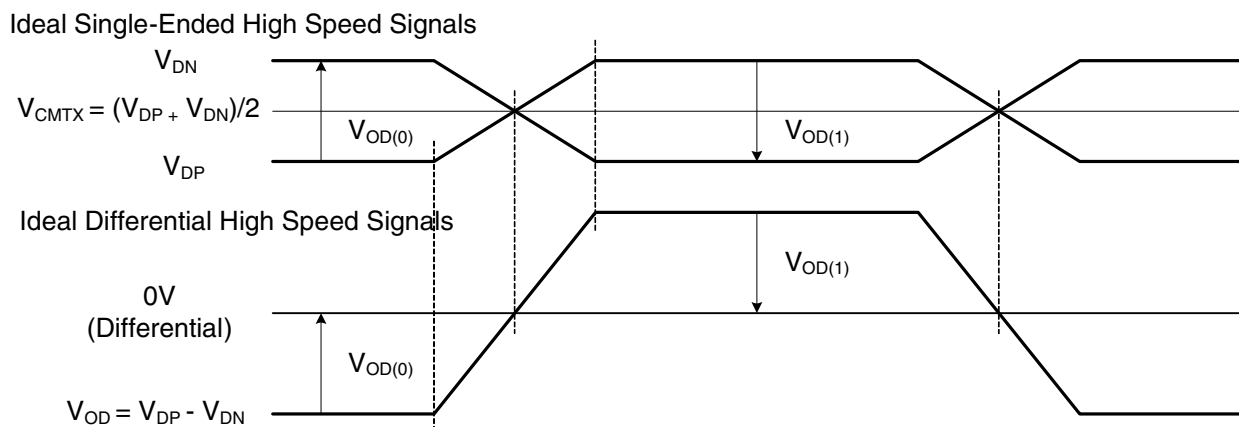 Ideal Single-Ended High Speed Signals
V_DN
V_CMTX = (V_DP + V_DN)/2
V_OD(0)
V_OD(1)
V_DP
Ideal Differential High Speed Signals
V_OD(1)
0V
(Differential)
V_OD(0)
V_OD = V_DP - V_DN